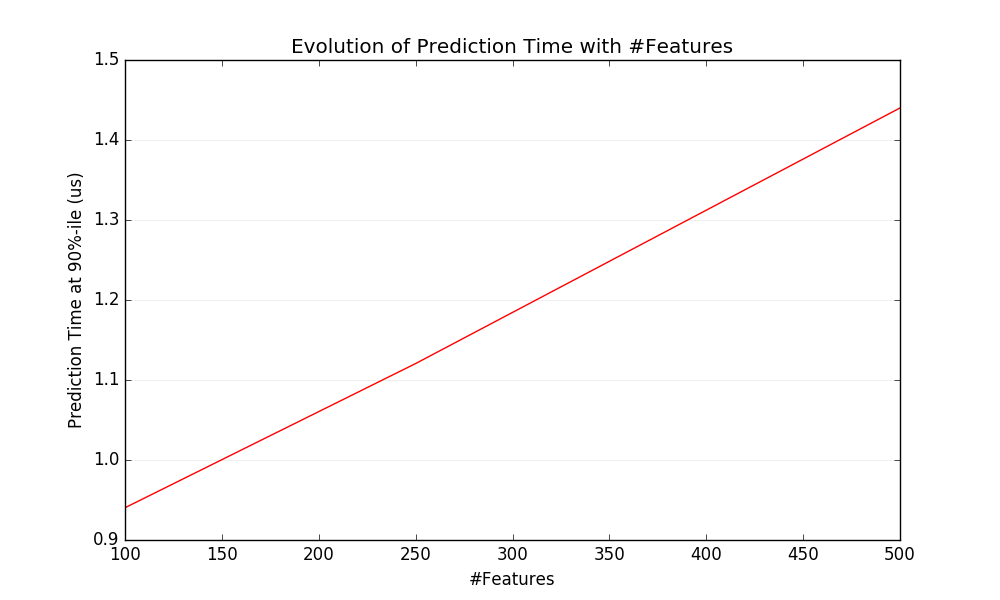 Evolution of Prediction Time with #Features
Prediction Time at 90%-ile (us)
1.5
1.4
1.3
1.2
1.1
1.0
0.9
100 150 200 250 300 350 400 450 500
#Features